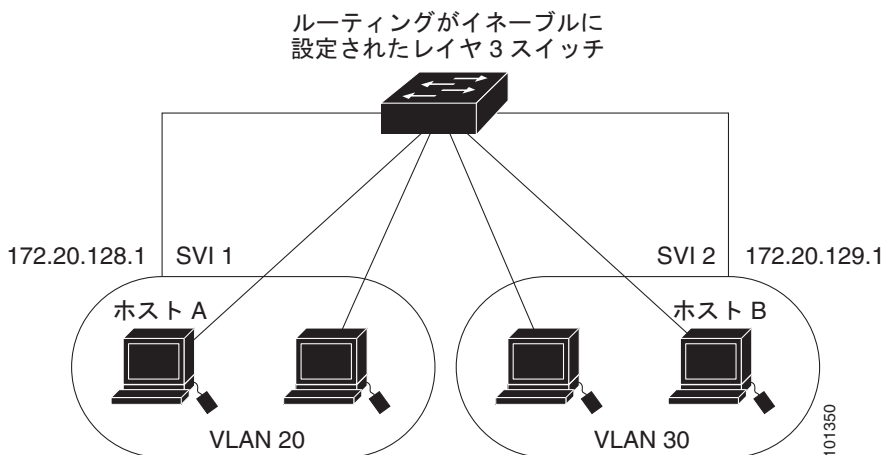 ルーティングがイネーブルに
設定されたレイヤ 3 スイッチ
172.20.128.1 SVI 1
SVI 2 172.20.129.1
ホスト A
ホスト B
VLAN 20
VLAN 30
101350